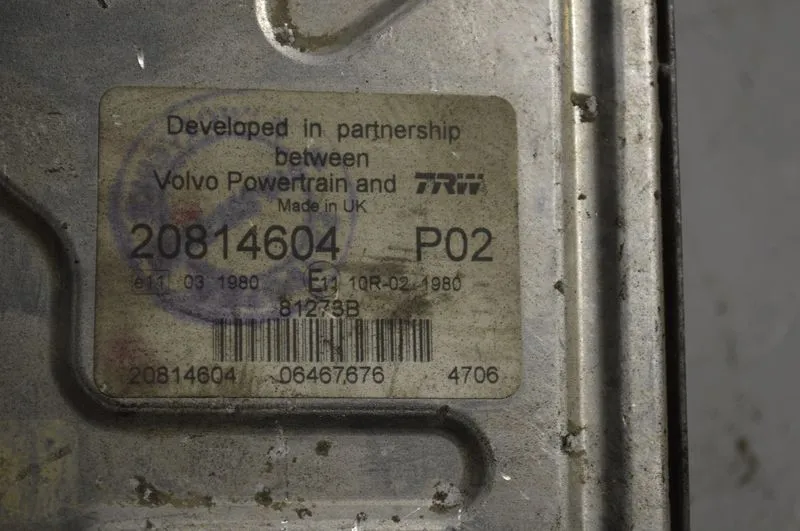 Developed in partnership
between
Volvo Powertrain and TRW
Made in UK
20814604 P02
e11 03 1980 E11 10R-02 1980
81273B
20814604 06467676 4706